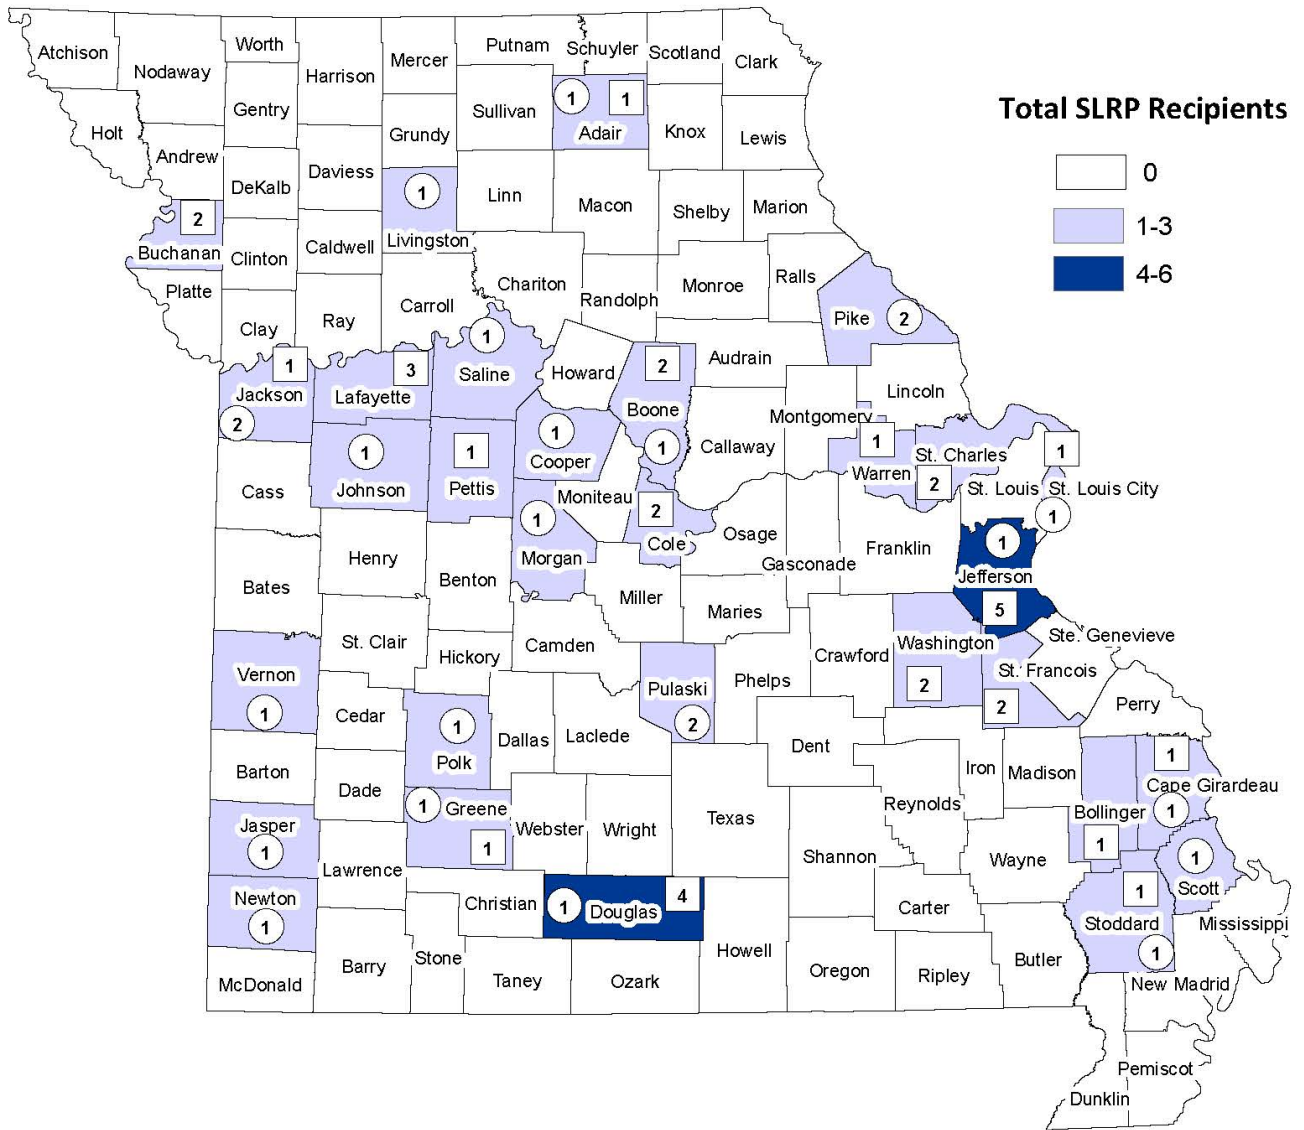 Total SLRP Recipients
0
1-3
4-6
Atchison
Nodaway
Worth
Harrison
Mercer
Putnam
Schuyler
Scotland
Clark
Holt
Gentry
Grundy
Sullivan
1
1
Adair
Knox
Lewis
Andrew
DeKalb
Daviess
1
Livingston
Linn
Macon
Shelby
Marion
2
Buchanan
Clinton
Caldwell
Platte
Clay
Ray
Carroll
Chariton
Randolph
Monroe
Ralls
Pike
2
1
Jackson
2
3
Lafayette
1
Saline
Howard
2
Boone
1
Audrain
Lincoln
Montgomery
Callaway
1
Warren
St. Charles
2
1
St. Louis
St. Louis City
1
Cass
1
Johnson
1
Pettis
1
Cooper
Moniteau
1
Morgan
2
Cole
Osage
Gasconade
Franklin
1
Jefferson
5
Bates
Henry
Benton
Miller
Maries
St. Clair
Hickory
Camden
Crawford
Washington
2
Ste. Genevieve
St. Francois
2
Vernon
1
Cedar
1
Polk
Dallas
Laclede
Pulaski
2
Phelps
Dent
Iron
Madison
Perry
Barton
Dade
1
Greene
1
Webster
Wright
Texas
Reynolds
1
Cape Girardeau
1
Bollinger
1
Jasper
1
Lawrence
Shannon
Wayne
1
Scott
Newton
1
Christian
1
Douglas
4
Howell
Carter
1
Stoddard
1
Mississippi
McDonald
Barry
Stone
Taney
Ozark
Oregon
Ripley
Butler
New Madrid
Pemiscot
Dunklin